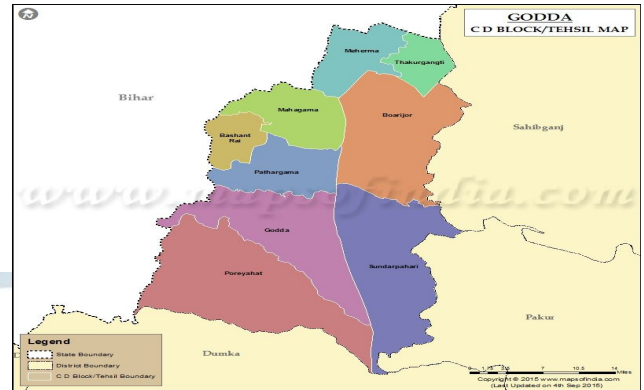 GODDA
C D BLOCK/TEHSIL MAP
Meherma
Thakurgangti
Bihar
Mahagama
Boarijor
Sahibganj
Bashant
Rai
Pathargama
www.mapsofindia.com
Godda
Sundarpahari
Poreyahat
Pakur
Dumka
Legend
State Boundary
District Boundary
C D Block/Tehsil Boundary
Miles
Copyright © 2015 www.mapsofindia.com
(Last Updated on 4th Sep 2015)